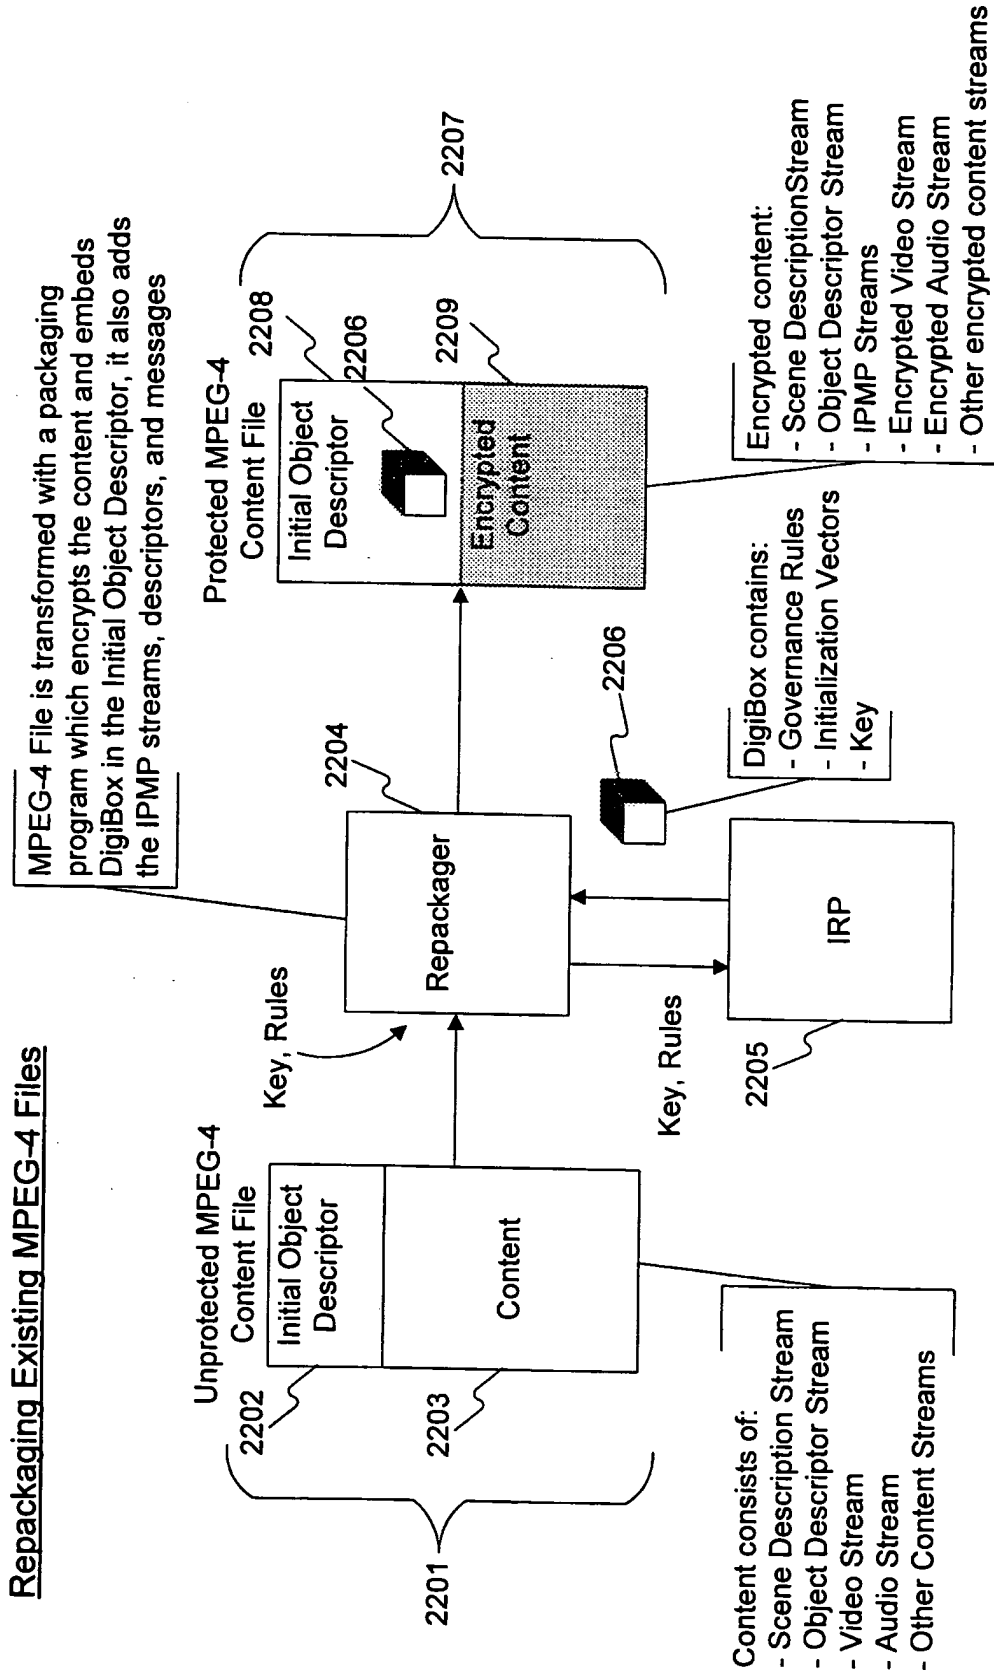 Repackaging Existing MPEG-4 Files
MPEG-4 File is transformed with a packaging
program which encrypts the content and embeds
DigiBox in the Initial Object Descriptor, it also adds
the IPMP streams, descriptors, and messages
Unprotected MPEG-4
Content File
2202
Initial Object
Descriptor
2201
2203
Content
Content consists of:
- Scene Description Stream
- Object Descriptor Stream
- Video Stream
- Audio Stream
- Other Content Streams
Key, Rules
2204
Repackager
Key, Rules
2205
IRP
2206
DigiBox contains:
- Governance Rules
- Initialization Vectors
- Key
Protected MPEG-4
Content File
2208
Initial Object
Descriptor
2206
2207
2209
Encrypted
Content
Encrypted content:
- Scene DescriptionStream
- Object Descriptor Stream
- IPMP Streams
- Encrypted Video Stream
- Encrypted Audio Stream
- Other encrypted content streams